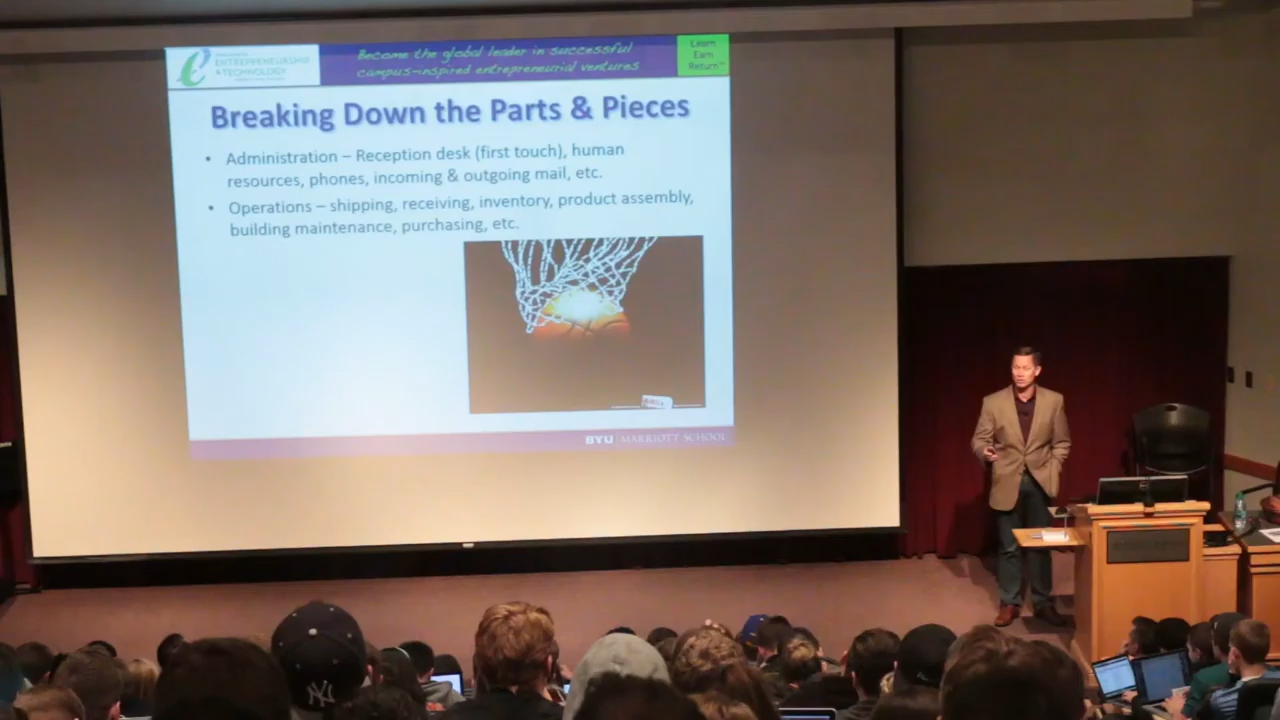 ENTREPRENEURSHIP
& TECHNOLOGY
Become the global leader in successful
campus-inspired entrepreneurial ventures
Learn
Earn
Return™
Breaking Down the Parts & Pieces
• Administration – Reception desk (first touch), human
resources, phones, incoming & outgoing mail, etc.
• Operations – shipping, receiving, inventory, product assembly,
building maintenance, purchasing, etc.
BYU | MARRIOTT SCHOOL
NY